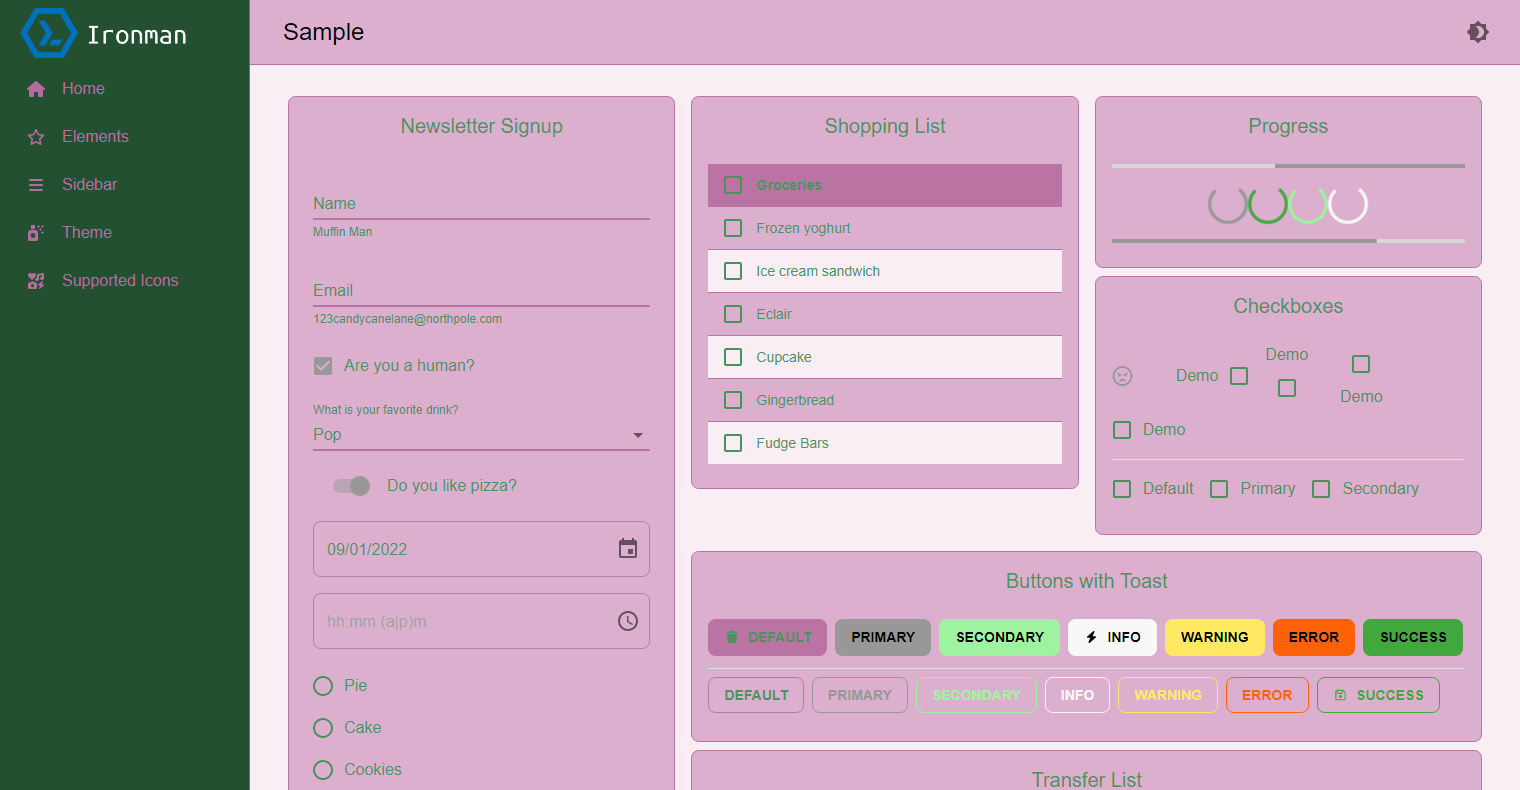 Ironman
Home
Elements
Sidebar
Theme
Supported Icons
Sample
Newsletter Signup
Name
Muffin Man
Email
123candycanelane@northpole.com
Are you a human?
What is your favorite drink?
Pop
Do you like pizza?
09/01/2022
hh:mm (a|p)m
Pie
Cake
Cookies
Shopping List
Groceries
Frozen yoghurt
Ice cream sandwich
Eclair
Cupcake
Gingerbread
Fudge Bars
Progress
Checkboxes
Demo
Demo
Demo
Demo
Default Primary Secondary
Buttons with Toast
DEFAULT PRIMARY SECONDARY INFO WARNING ERROR SUCCESS
DEFAULT PRIMARY SECONDARY INFO WARNING ERROR SUCCESS
Transfer List